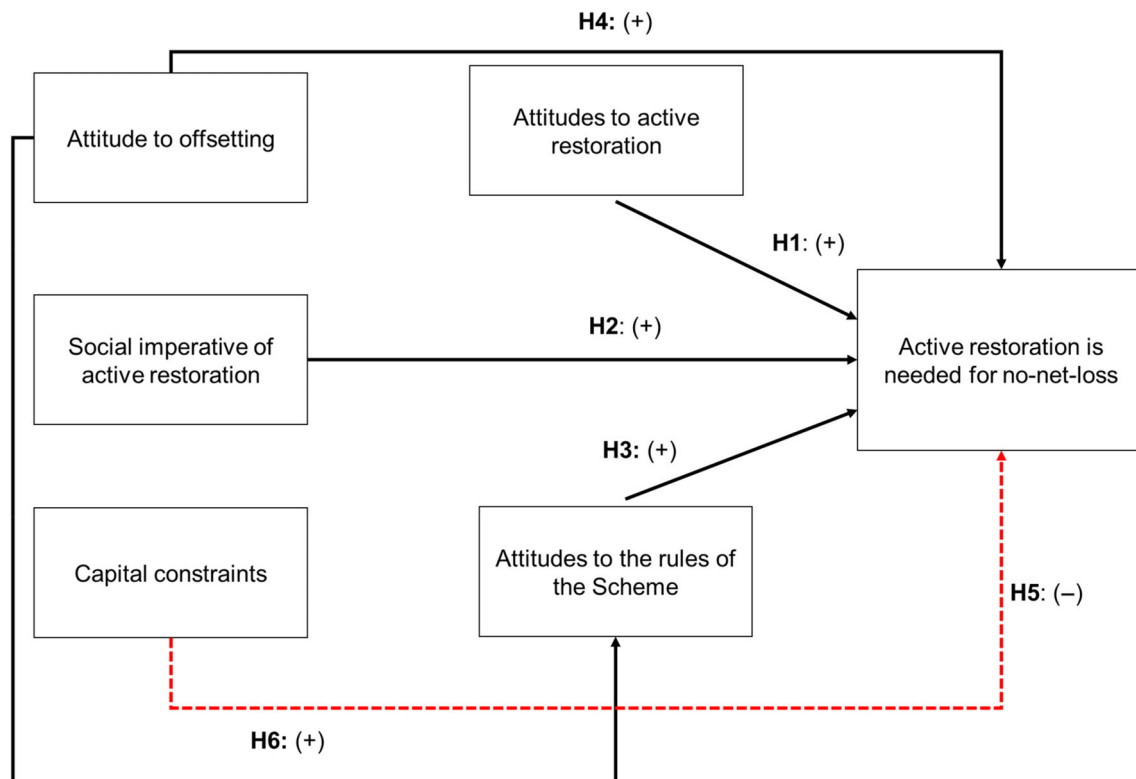 H4: (+)
Attitude to offsetting
Attitudes to active
restoration
H1: (+)
Social imperative of
active restoration
H2: (+)
Active restoration is
needed for no-net-loss
H3: (+)
Capital constraints
Attitudes to the rules of
the Scheme
H5: (–)
H6: (+)